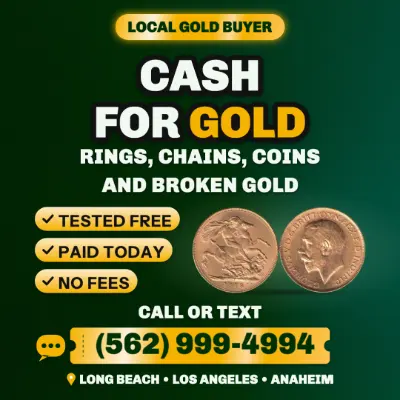 LOCAL GOLD BUYER
CASH
FOR GOLD
RINGS, CHAINS, COINS
AND BROKEN GOLD
TESTED FREE
PAID TODAY
NO FEES
CALL OR TEXT
(562) 999-4994
LONG BEACH • LOS ANGELES • ANAHEIM